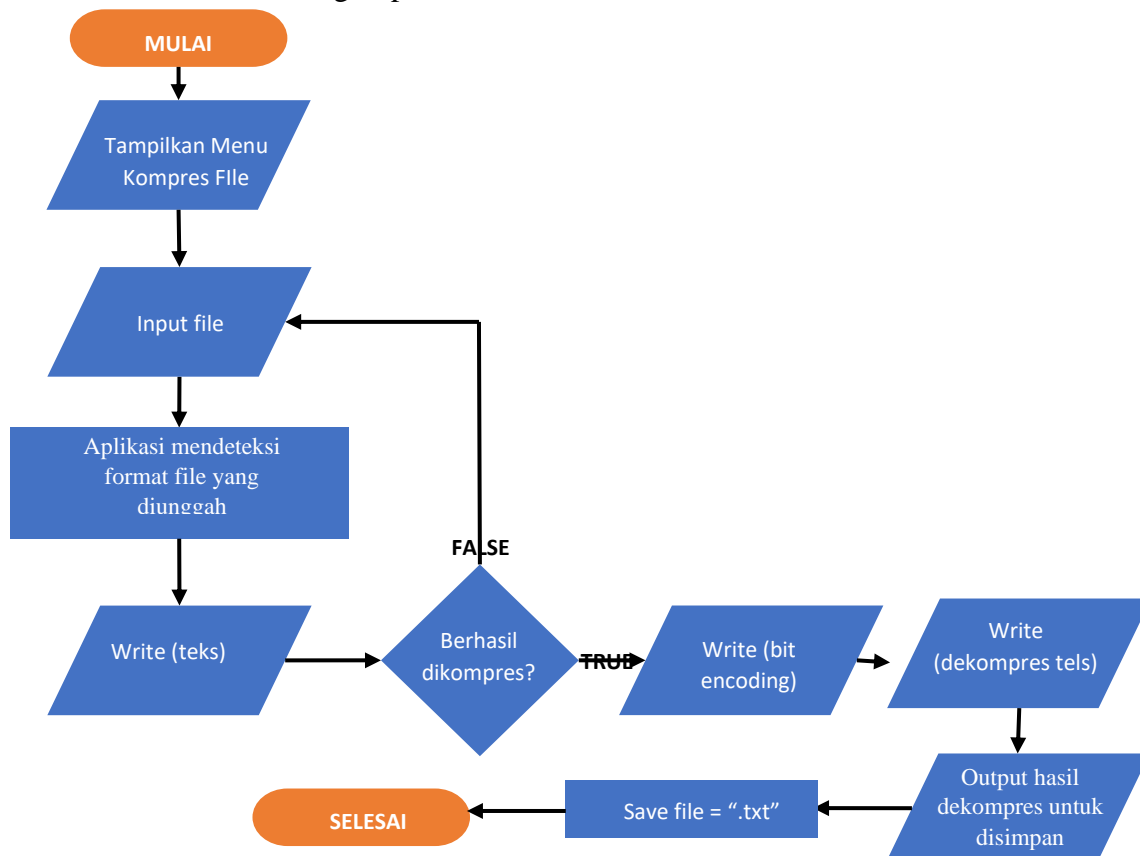 MULAI
Tampilkan Menu
Kompres FIle
Input file
Aplikasi mendeteksi
format file yang
diunggah
FALSE
Write (teks)
Berhasil
dikompres?
TRUE
Write (bit
encoding)
Write
(dekompres tels)
Output hasil
dekompres untuk
disimpan
Save file = “.txt”
SELESAI